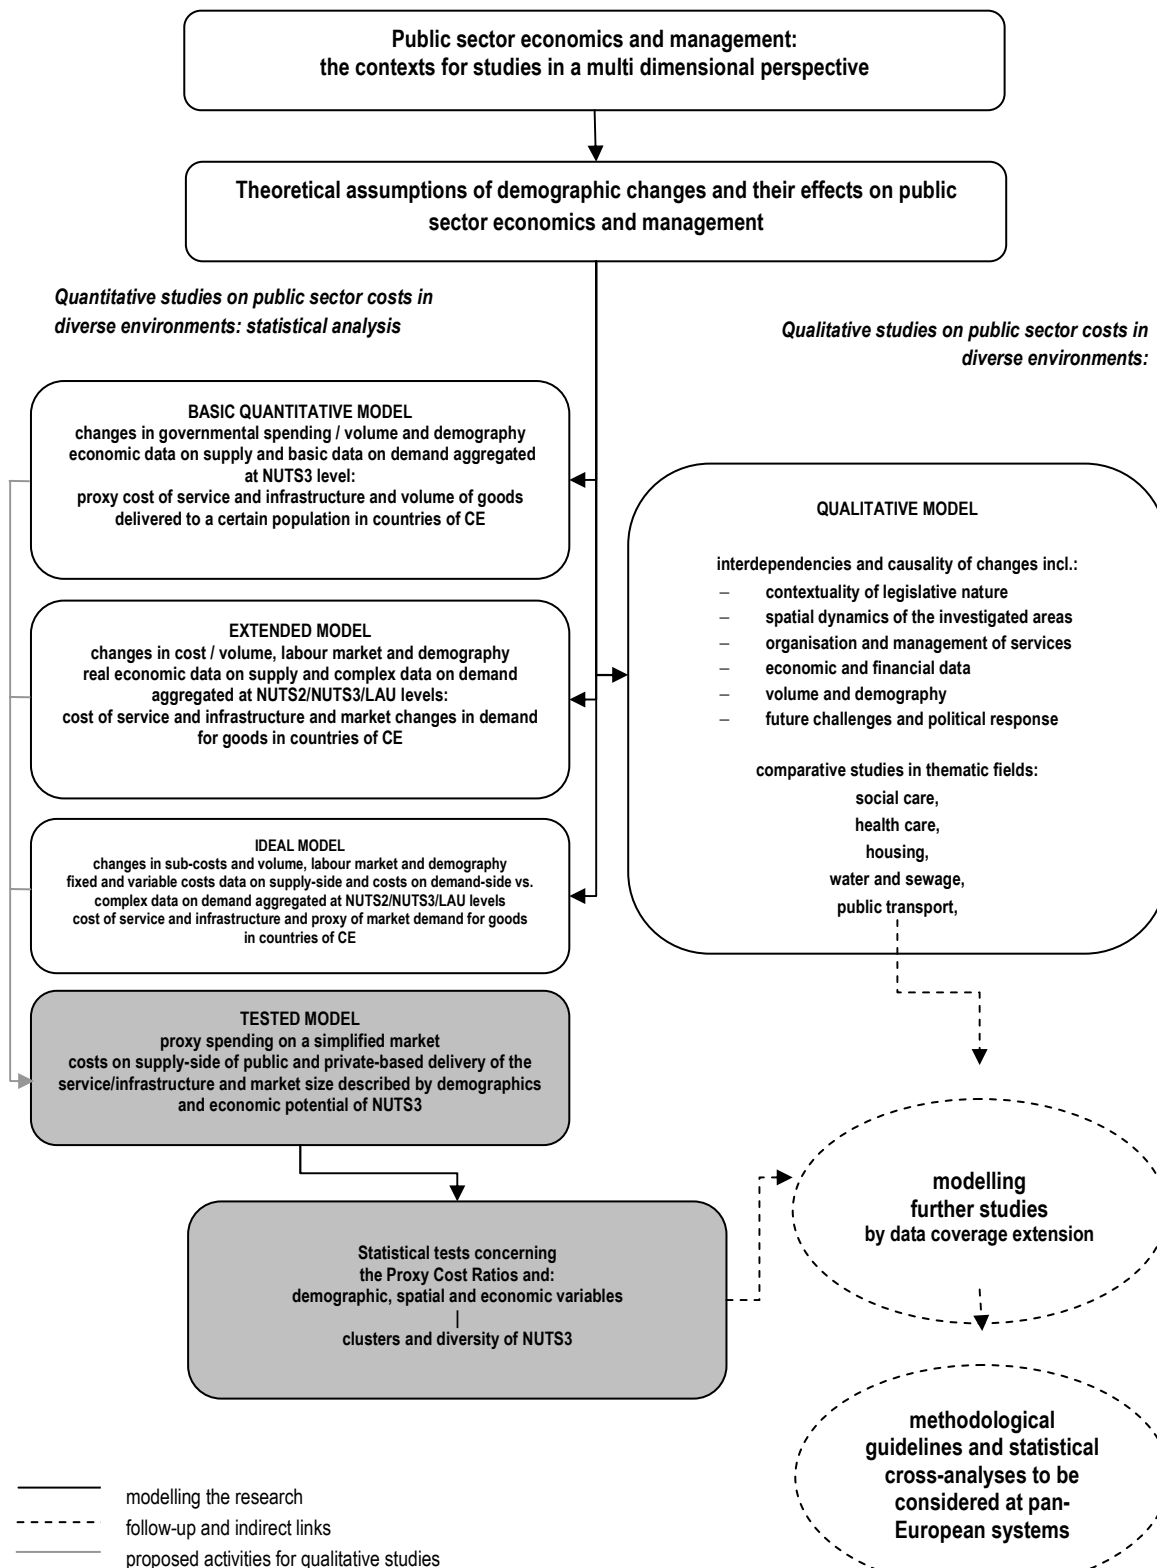 Public sector economics and management:
the contexts for studies in a multi dimensional perspective
Theoretical assumptions of demographic changes and their effects on public
sector economics and management
Quantitative studies on public sector costs in
diverse environments: statistical analysis
Qualitative studies on public sector costs in
diverse environments:
BASIC QUANTITATIVE MODEL
changes in governmental spending / volume and demography
economic data on supply and basic data on demand aggregated
at NUTS3 level:
proxy cost of service and infrastructure and volume of goods
delivered to a certain population in countries of CE
EXTENDED MODEL
changes in cost / volume, labour market and demography
real economic data on supply and complex data on demand
aggregated at NUTS2/NUTS3/LAU levels:
cost of service and infrastructure and market changes in demand
for goods in countries of CE
IDEAL MODEL
changes in sub-costs and volume, labour market and demography
fixed and variable costs data on supply-side and costs on demand-side vs.
complex data on demand aggregated at NUTS2/NUTS3/LAU levels
cost of service and infrastructure and proxy of market demand for goods
in countries of CE
QUALITATIVE MODEL
interdependencies and causality of changes incl.:
– contextuality of legislative nature
– spatial dynamics of the investigated areas
– organisation and management of services
– economic and financial data
– volume and demography
– future challenges and political response
comparative studies in thematic fields:
social care,
health care,
housing,
water and sewage,
public transport,
TESTED MODEL
proxy spending on a simplified market
costs on supply-side of public and private-based delivery of the
service/infrastructure and market size described by demographics
and economic potential of NUTS3
Statistical tests concerning
the Proxy Cost Ratios and:
demographic, spatial and economic variables
|
clusters and diversity of NUTS3
modelling
further studies
by data coverage extension
methodological
guidelines and statistical
cross-analyses to be
considered at pan-
European systems
modelling the research
follow-up and indirect links
proposed activities for qualitative studies